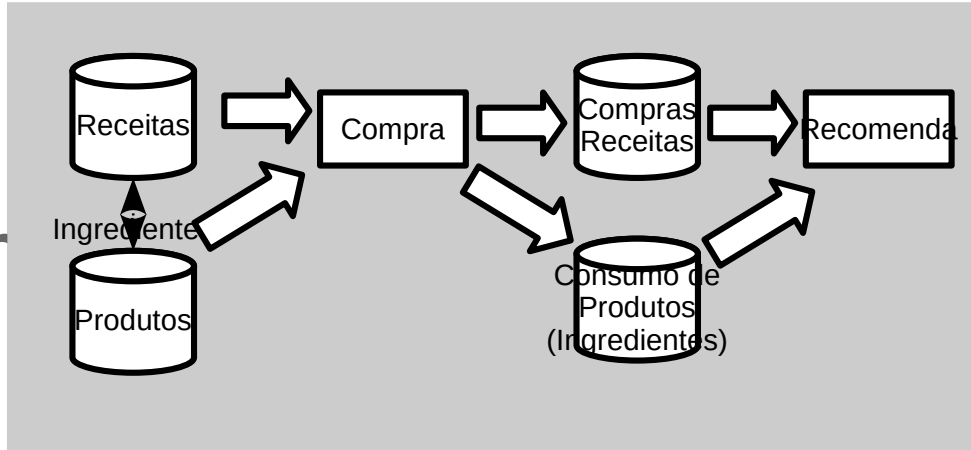 Receitas
Compra
Compras
Receitas
Recomenda
Ingrediente
Produtos
Consumo de
Produtos
(Ingredientes)